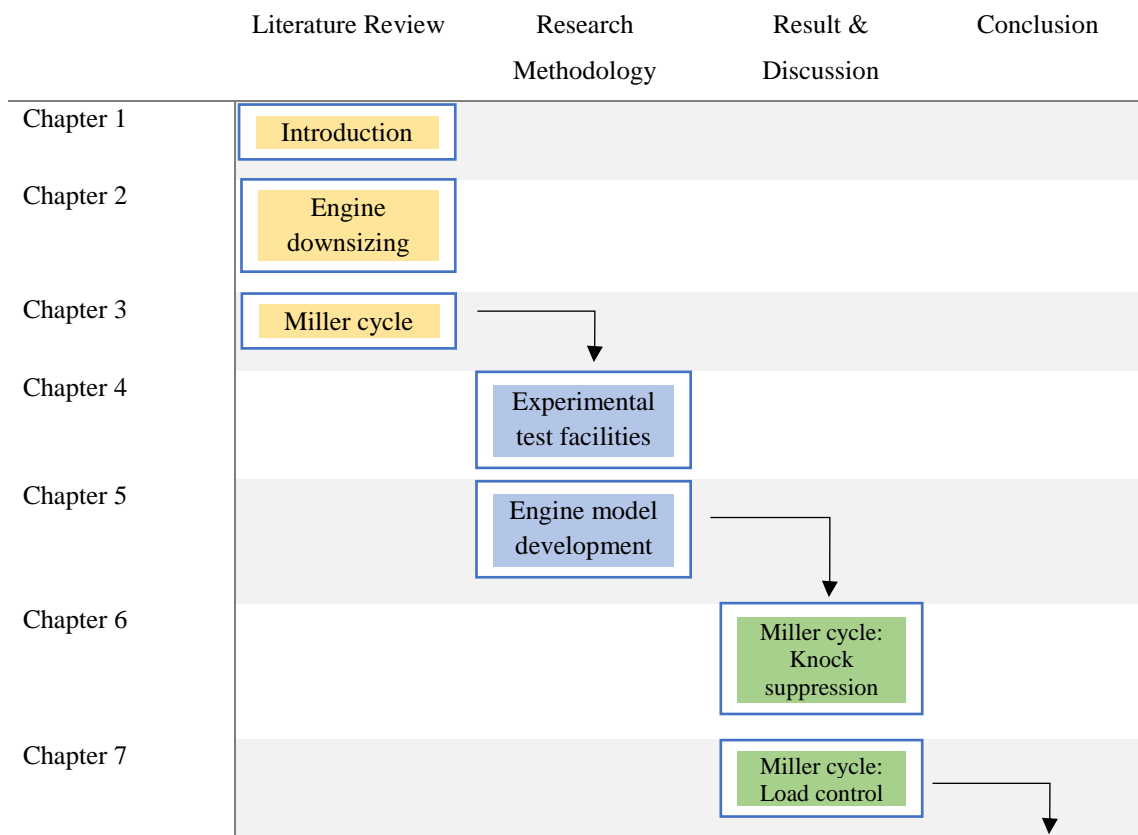 Literature Review
Research
Methodology
Result &
Discussion
Conclusion
Chapter 1
Introduction
Chapter 2
Engine
downsizing
Chapter 3
Miller cycle
Chapter 4
Experimental
test facilities
Chapter 5
Engine model
development
Chapter 6
Miller cycle:
Knock
suppression
Chapter 7
Miller cycle:
Load control